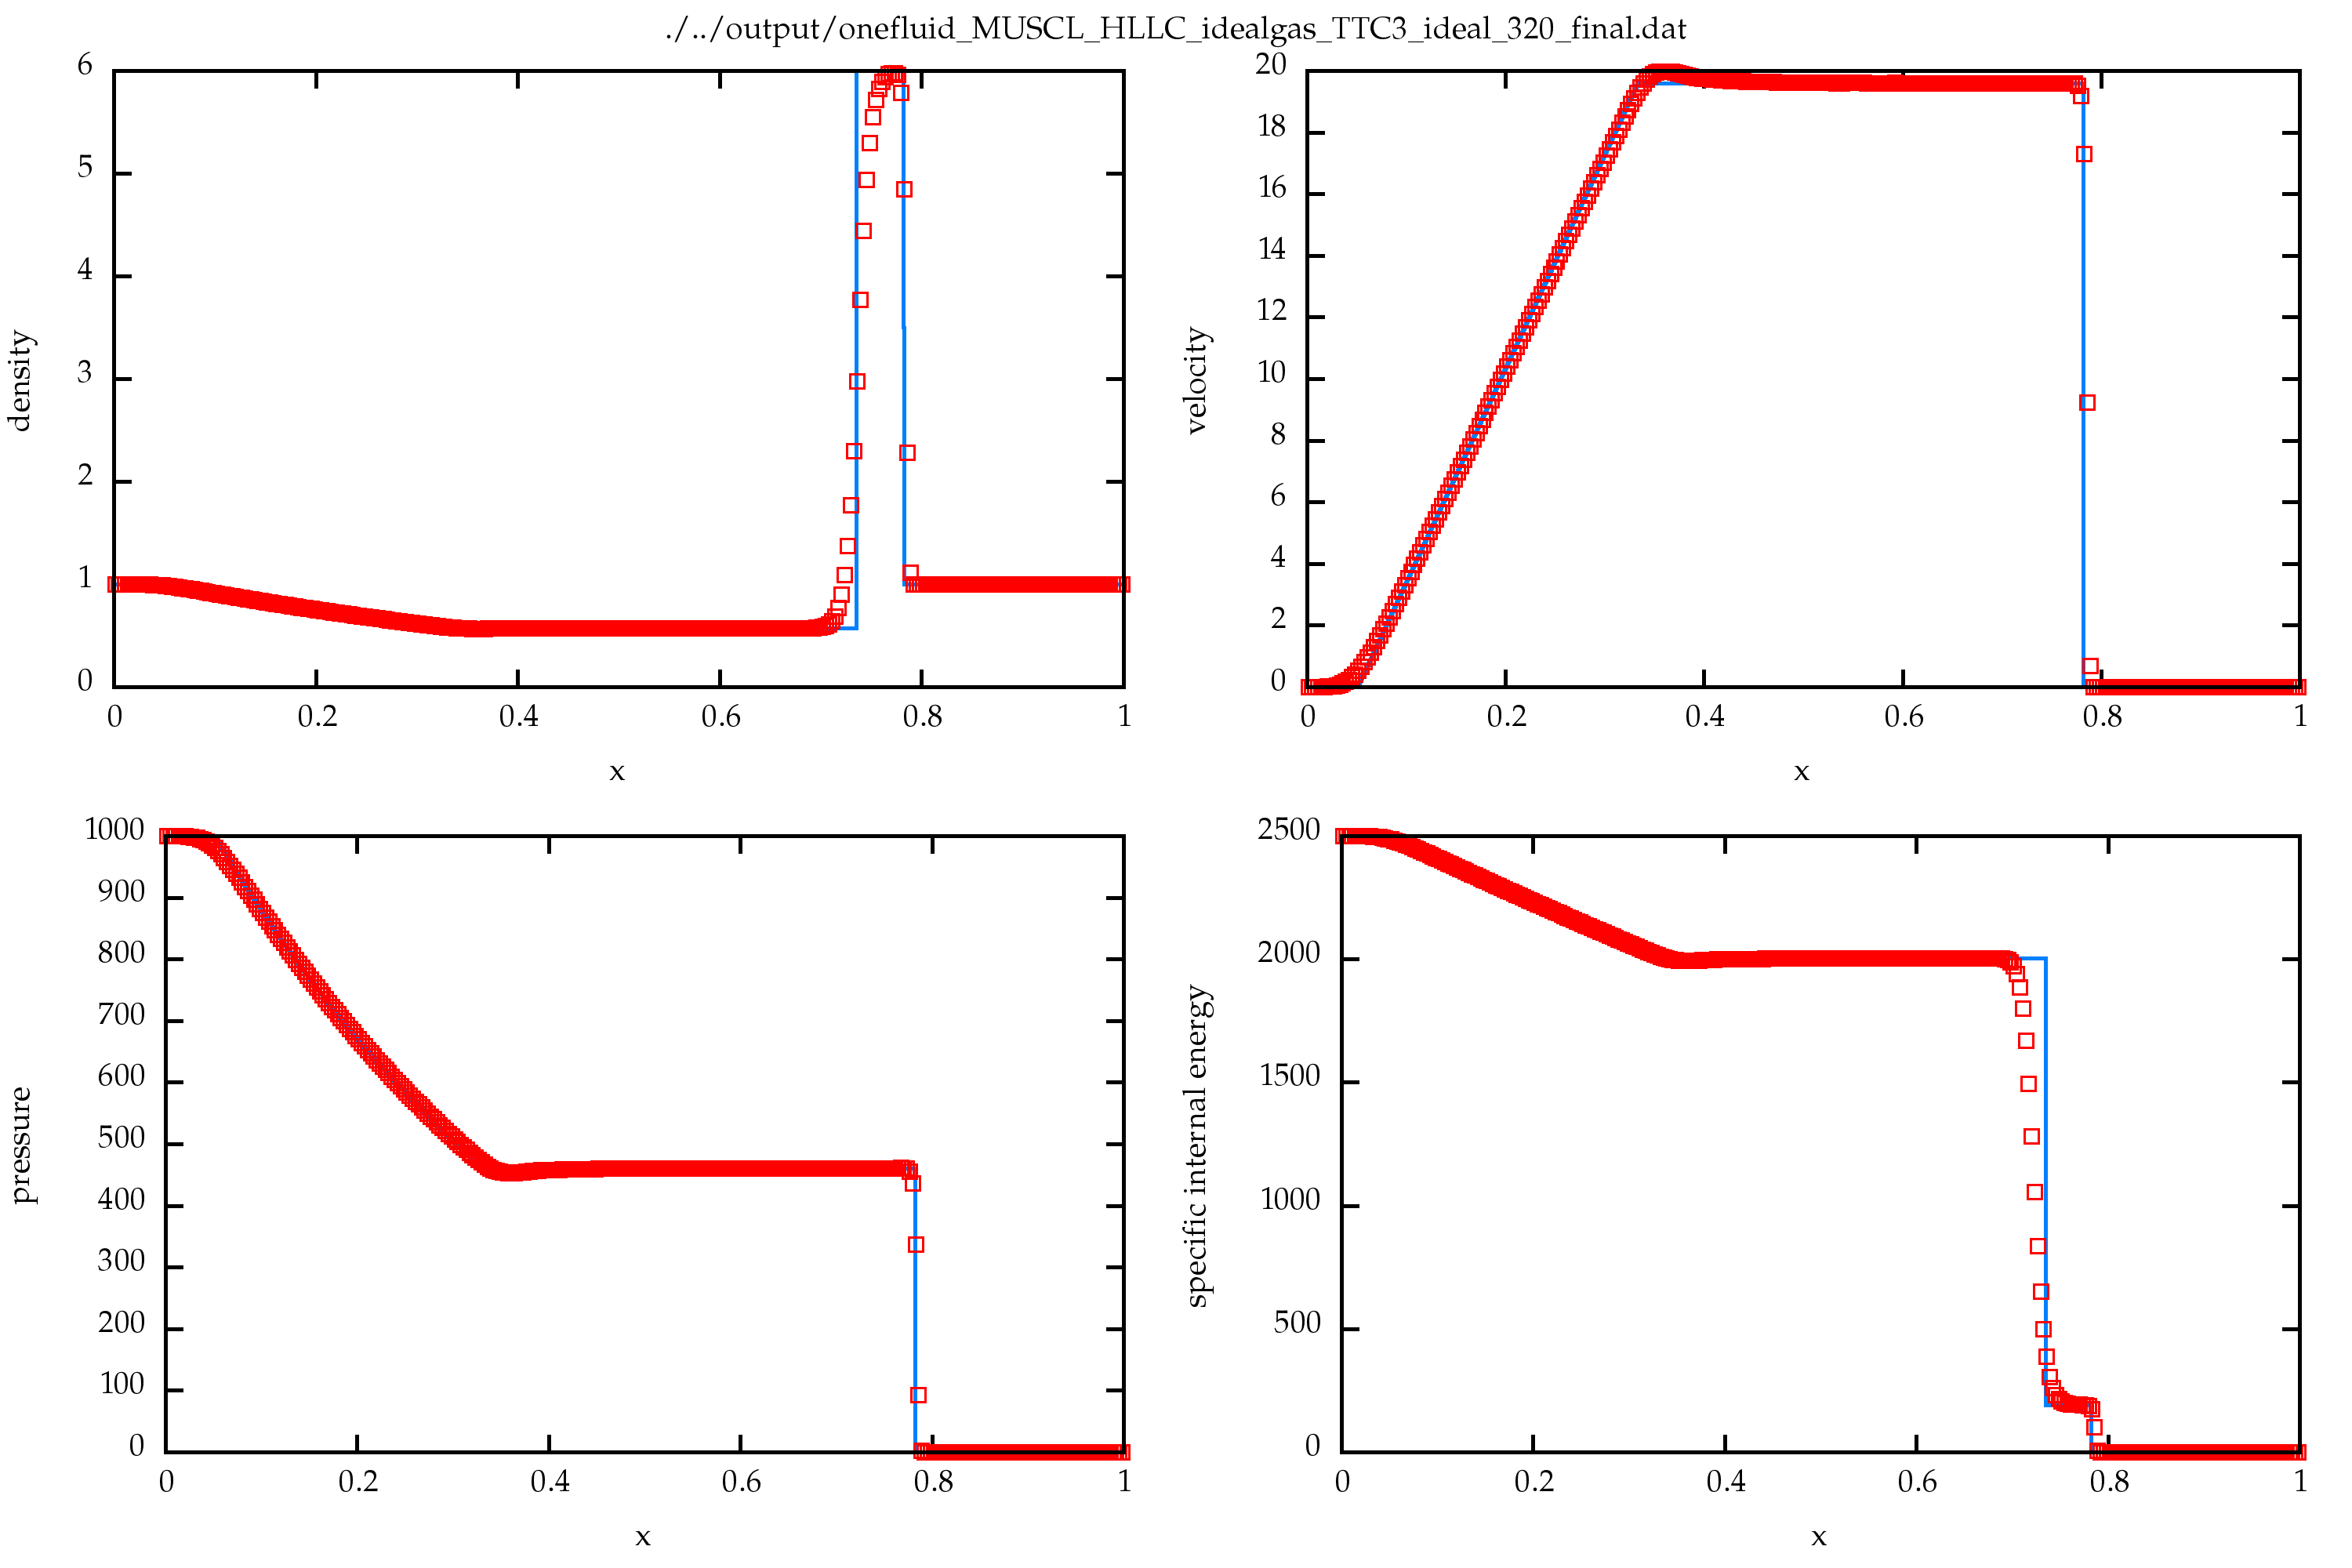 ./../output/onefluid_MUSCL_HLLC_idealgas_TTC3_ideal_320_final.dat
6
5
4
3
2
1
0
density
0 0.2 0.4 0.6 0.8 1
x
20
18
16
14
12
10
8
6
4
2
0
velocity
0 0.2 0.4 0.6 0.8 1
x
1000
900
800
700
600
500
400
300
200
100
0
pressure
0 0.2 0.4 0.6 0.8 1
x
2500
2000
1500
1000
500
0
specific internal energy
0 0.2 0.4 0.6 0.8 1
x